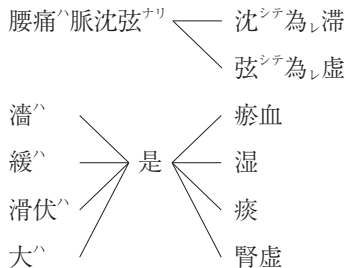 腰痛ハ脈沈弦ナリ 沈シテ為レ滞
弦シテ為レ虚
濇ハ 瘀血
緩ハ 是 湿
滑伏ハ 痰
大ハ 腎虚